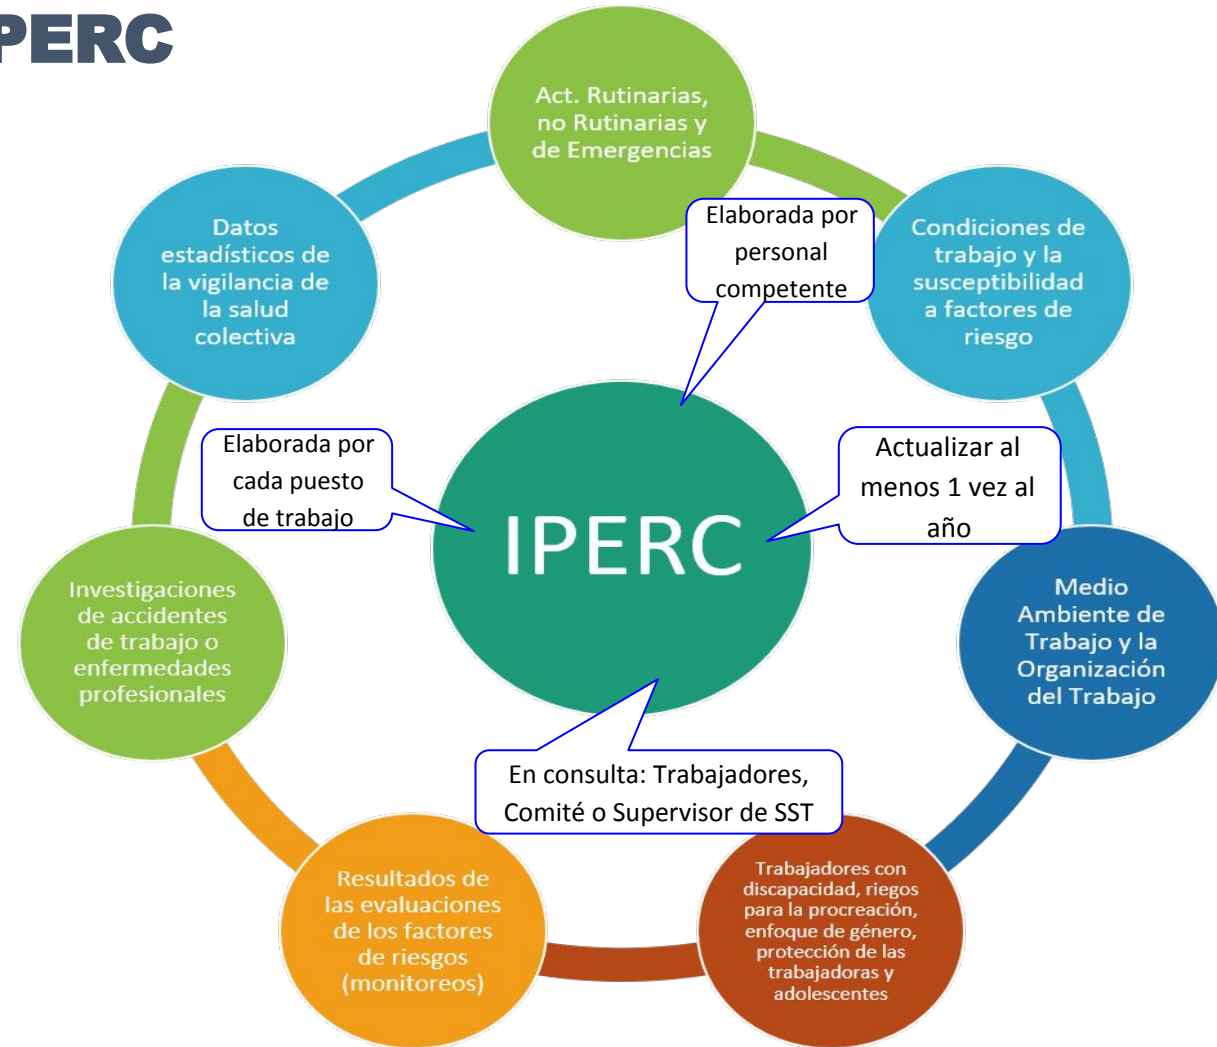 PERC
Act. Rutinarias,
no Rutinarias y
de Emergencias
Elaborada por
personal
competente
Condiciones de
trabajo y la
susceptibilidad
a factores de
riesgo
Datos
estadísticos de
la vigilancia de
la salud
colectiva
Elaborada por
cada puesto
de trabajo
IPERC
Actualizar al
menos 1 vez al
año
Medio
Ambiente de
Trabajo y la
Organización
del Trabajo
Investigaciones
de accidentes
de trabajo o
enfermedades
profesionales
En consulta: Trabajadores,
Comité o Supervisor de SST
Trabajadores con
discapacidad, riegos
para la procreación,
enfoque de género,
protección de las
trabajadoras y
adolescentes
Resultados de
las evaluaciones
de los factores
de riesgos
(monitoreos)